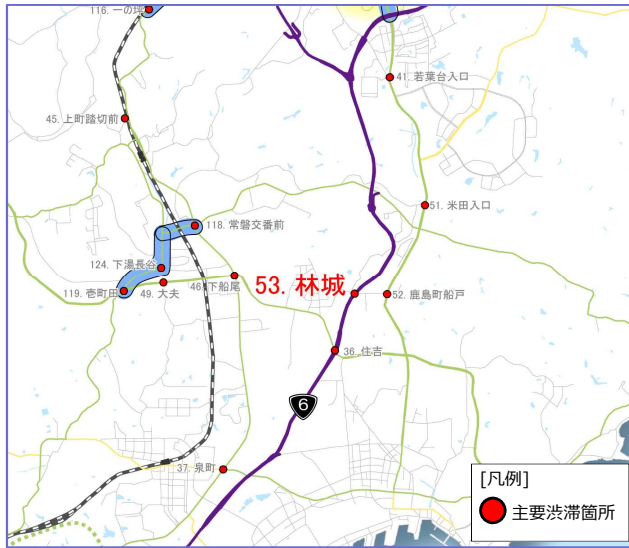 116. 一の坪
41. 若葉台入口
45. 上町踏切前
51. 米田入口
118. 常磐交番前
124. 下湯長谷
119. 壱町田
49. 大夫
46. 下船尾
53. 林城
52. 鹿島町船戸
36. 住吉
6
37. 泉町
[凡例]
主要渋滞箇所